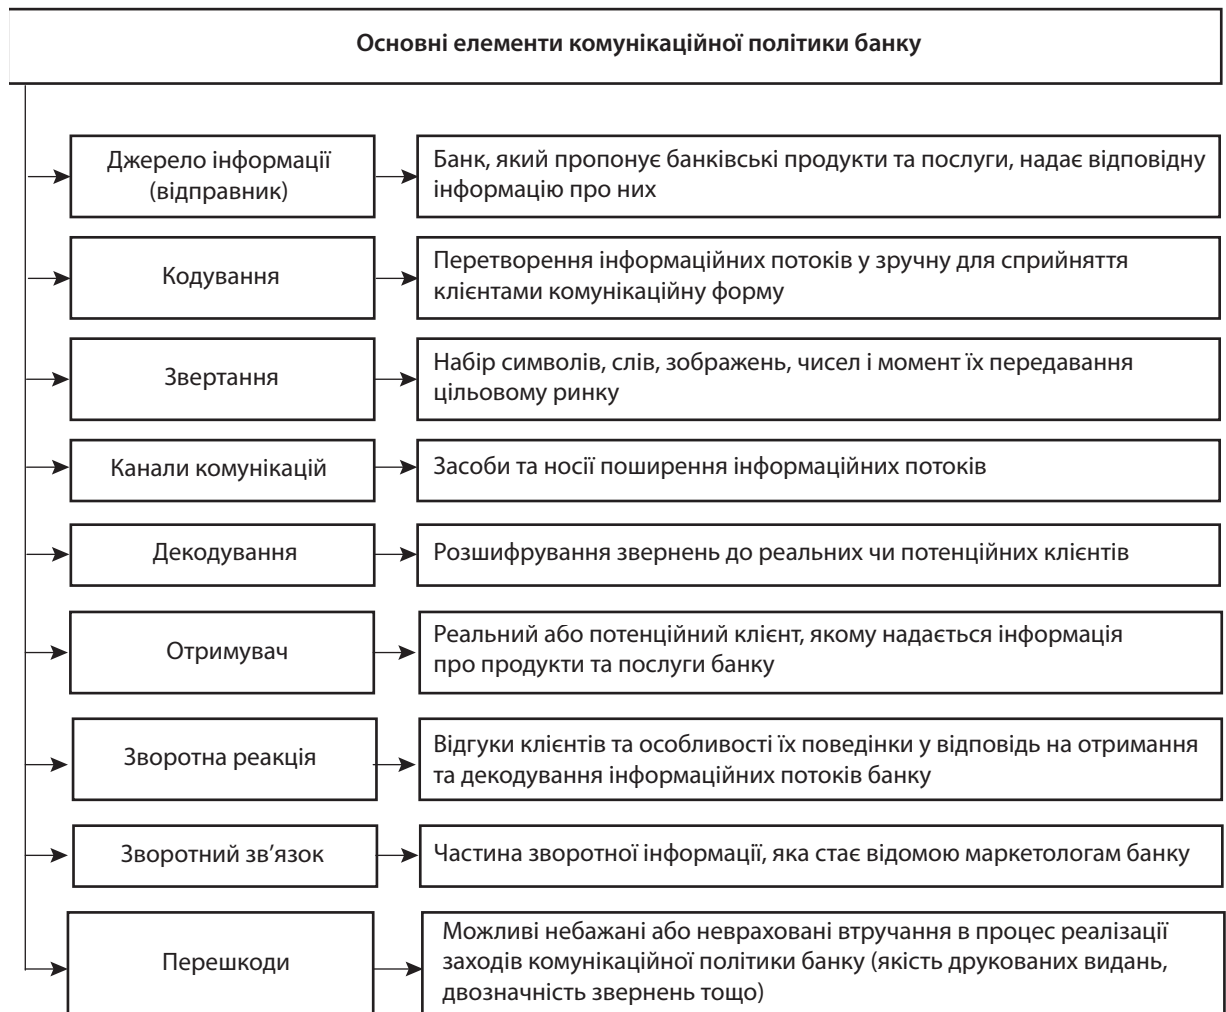 Основні елементи комунікаційної політики банку
Джерело інформації
(відправник)
Банк, який пропонує банківські продукти та послуги, надає відповідну
інформацію про них
Кодування
Перетворення інформаційних потоків у зручну для сприйняття
клієнтами комунікаційну форму
Звертання
Набір символів, слів, зображень, чисел і момент їх передавання
цільовому ринку
Канали комунікацій
Засоби та носії поширення інформаційних потоків
Декодування
Розшифрування звернень до реальних чи потенційних клієнтів
Отримувач
Реальний або потенційний клієнт, якому надається інформація
про продукти та послуги банку
Зворотна реакція
Відгуки клієнтів та особливості їх поведінки у відповідь на отримання
та декодування інформаційних потоків банку
Зворотний зв’язок
Частина зворотної інформації, яка стає відомою маркетологам банку
Перешкоди
Можливі небажані або невраховані втручання в процес реалізації
заходів комунікаційної політики банку (якість друкованих видань,
двозначність звернень тощо)